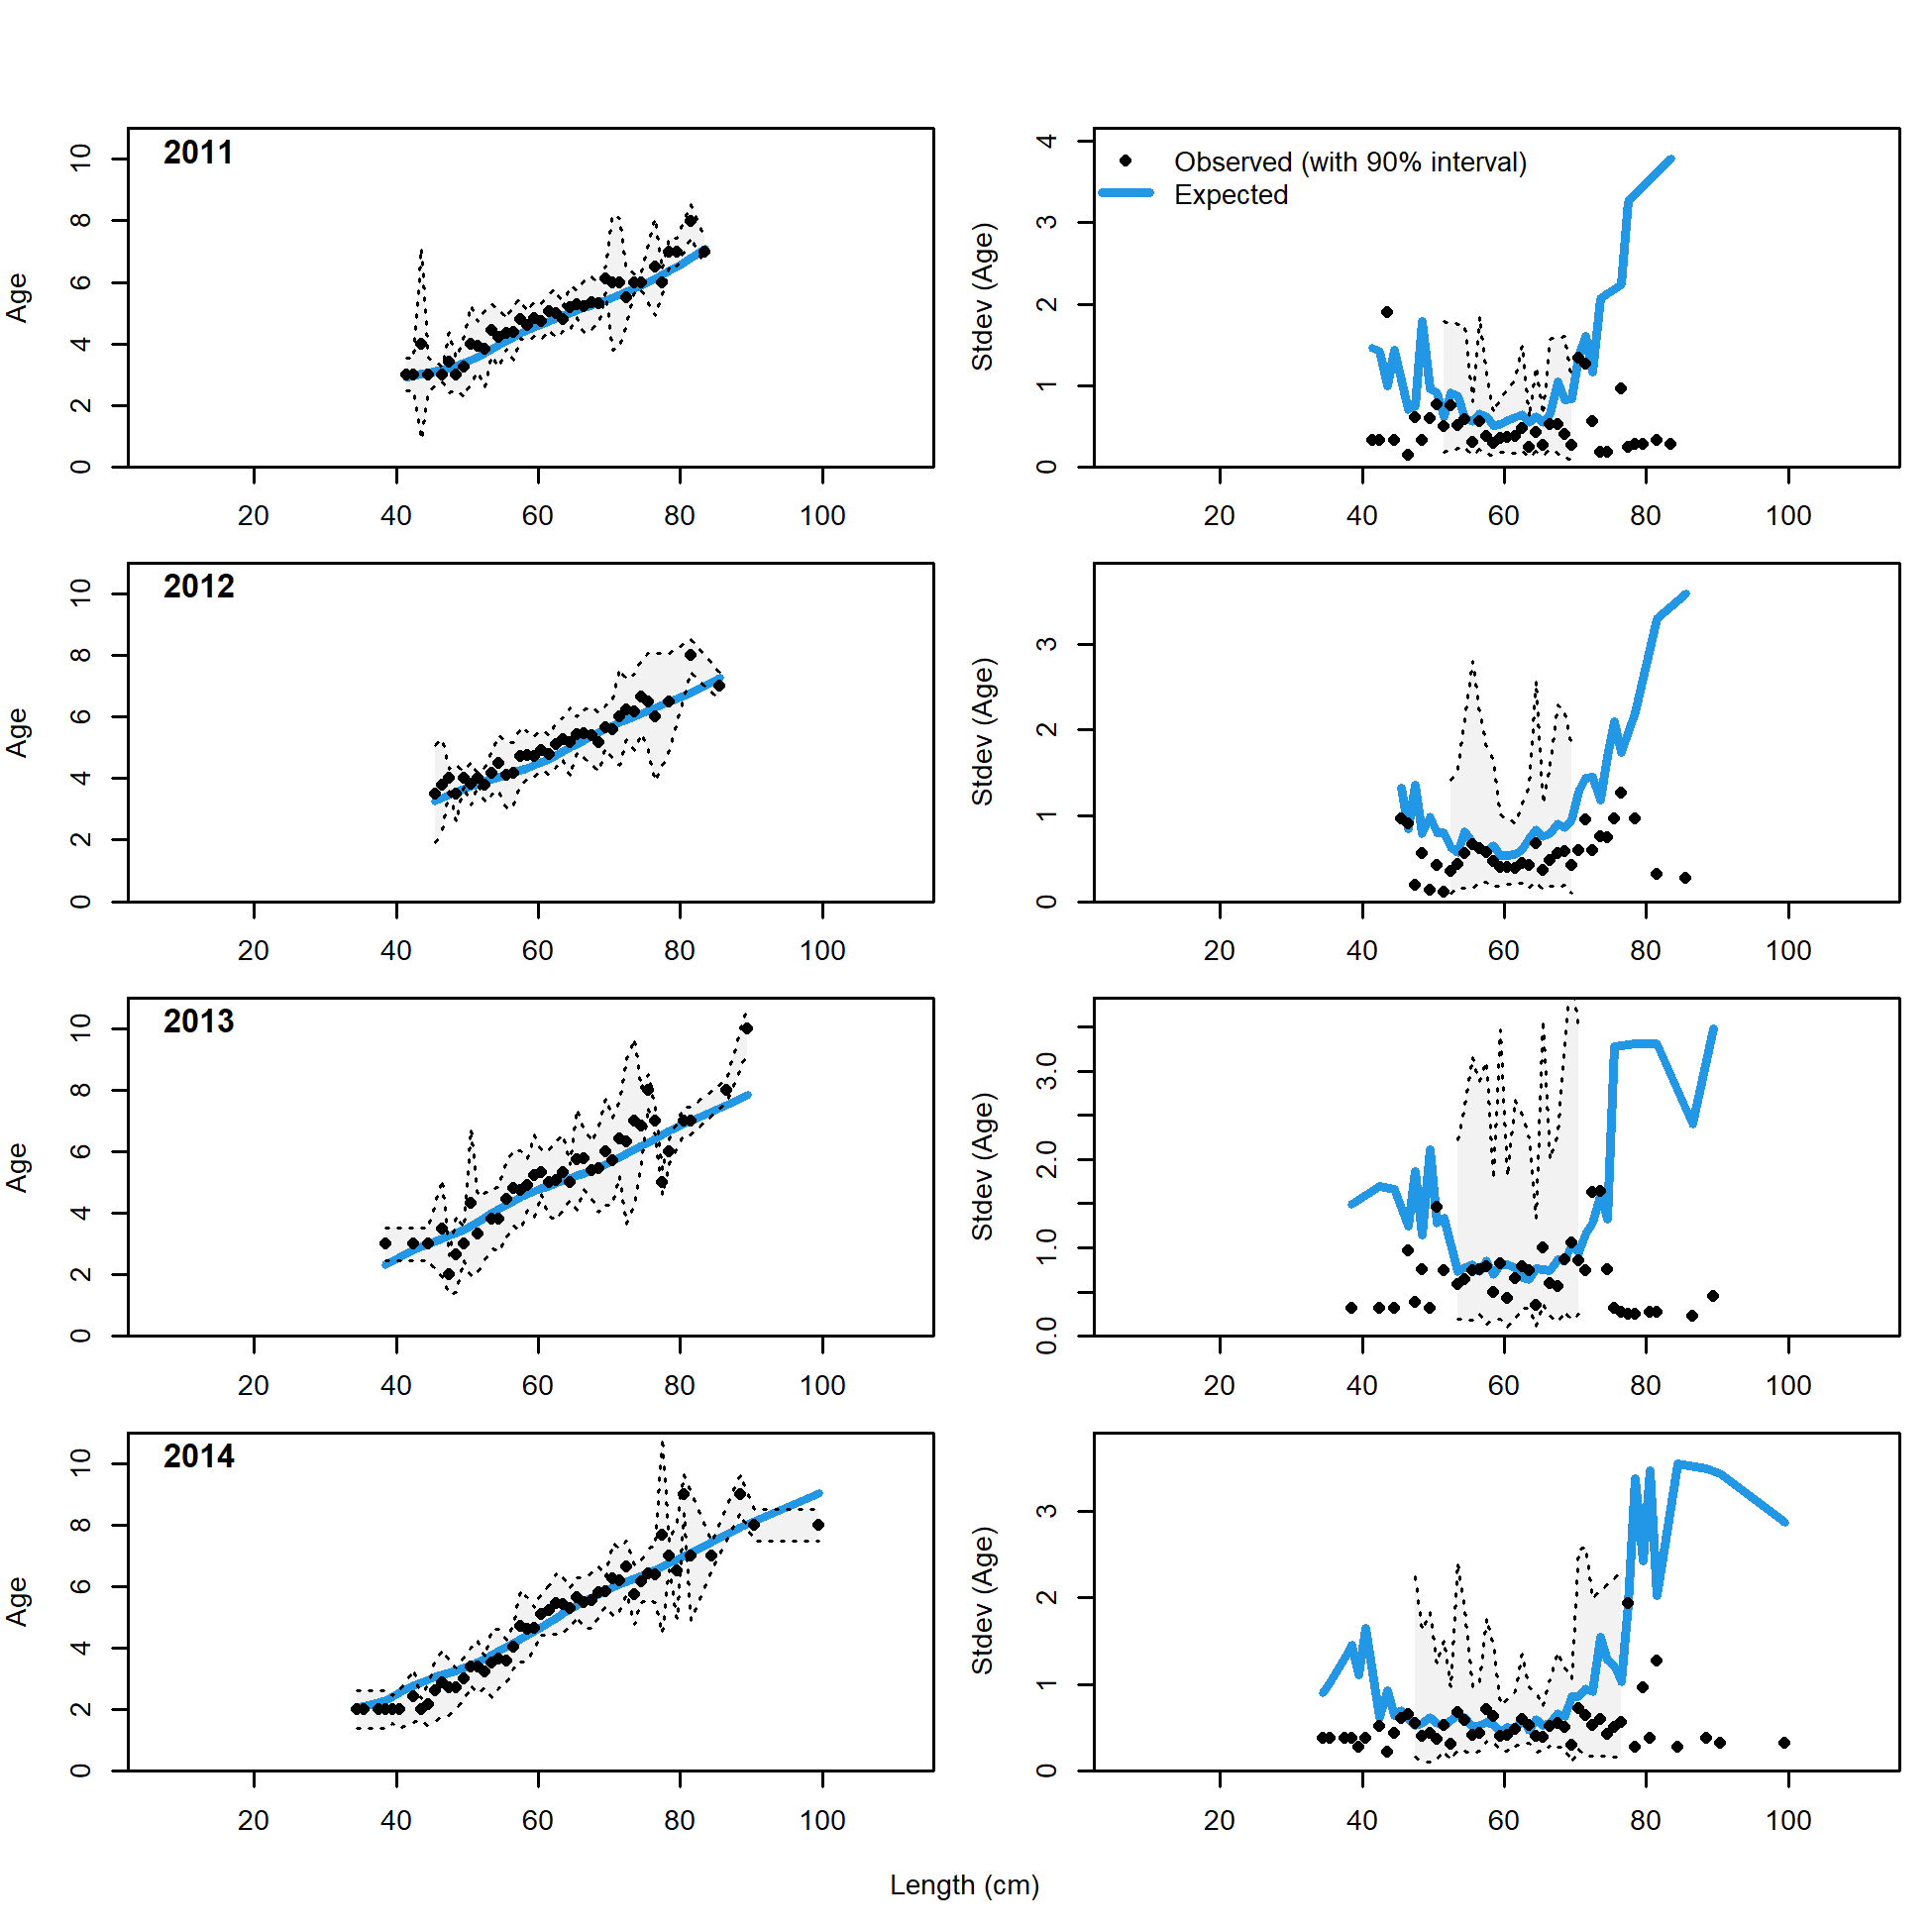 2011
Age
0 2 4 6 8 10
20 40 60 80 100
Observed (with 90% interval)
Expected
Stdev (Age)
0 1 2 3 4
20 40 60 80 100
2012
Age
0 2 4 6 8 10
20 40 60 80 100
Stdev (Age)
0 1 2 3
20 40 60 80 100
2013
Age
0 2 4 6 8 10
20 40 60 80 100
Stdev (Age)
0.0 1.0 2.0 3.0
20 40 60 80 100
2014
Age
0 2 4 6 8 10
20 40 60 80 100
Stdev (Age)
0 1 2 3
20 40 60 80 100
Length (cm)